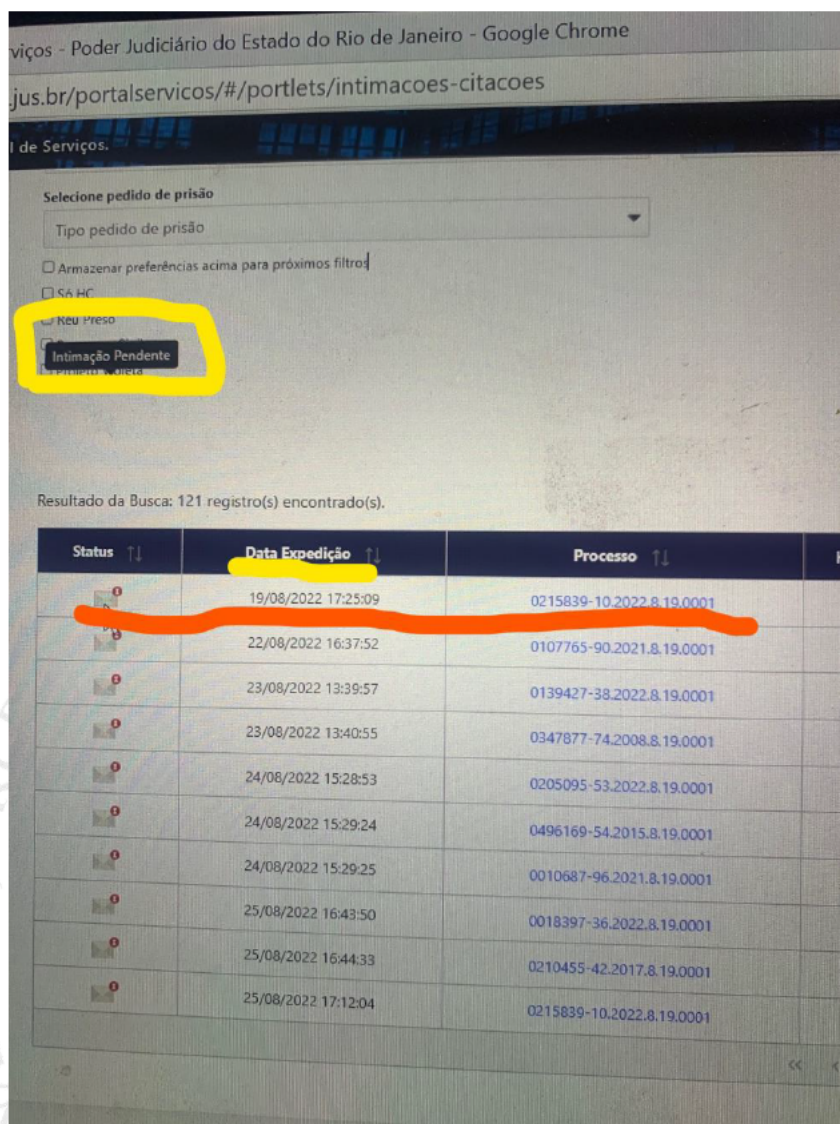 viços - Poder Judiciário do Estado do Rio de Janeiro - Google Chrome
.jus.br/portalservicos/#/portlets/intimacoes-citacoes
l de Serviços.
Selecione pedido de prisão
Tipo pedido de prisão
Armazenar preferências acima para próximos filtros
Só HC
Réu Preso
Intimação Pendente
Resultado da Busca: 121 registro(s) encontrado(s).
Status Data Expedição Processo
19/08/2022 17:25:09 0215839-10.2022.8.19.0001
22/08/2022 16:37:52 0107765-90.2021.8.19.0001
23/08/2022 13:39:57 0139427-38.2022.8.19.0001
23/08/2022 13:40:55 0347877-74.2008.8.19.0001
24/08/2022 15:28:53 0205095-53.2022.8.19.0001
24/08/2022 15:29:24 0496169-54.2015.8.19.0001
24/08/2022 15:29:25 0010687-96.2021.8.19.0001
25/08/2022 16:43:50 0018397-36.2022.8.19.0001
25/08/2022 16:44:33 0210455-42.2017.8.19.0001
25/08/2022 17:12:04 0215839-10.2022.8.19.0001